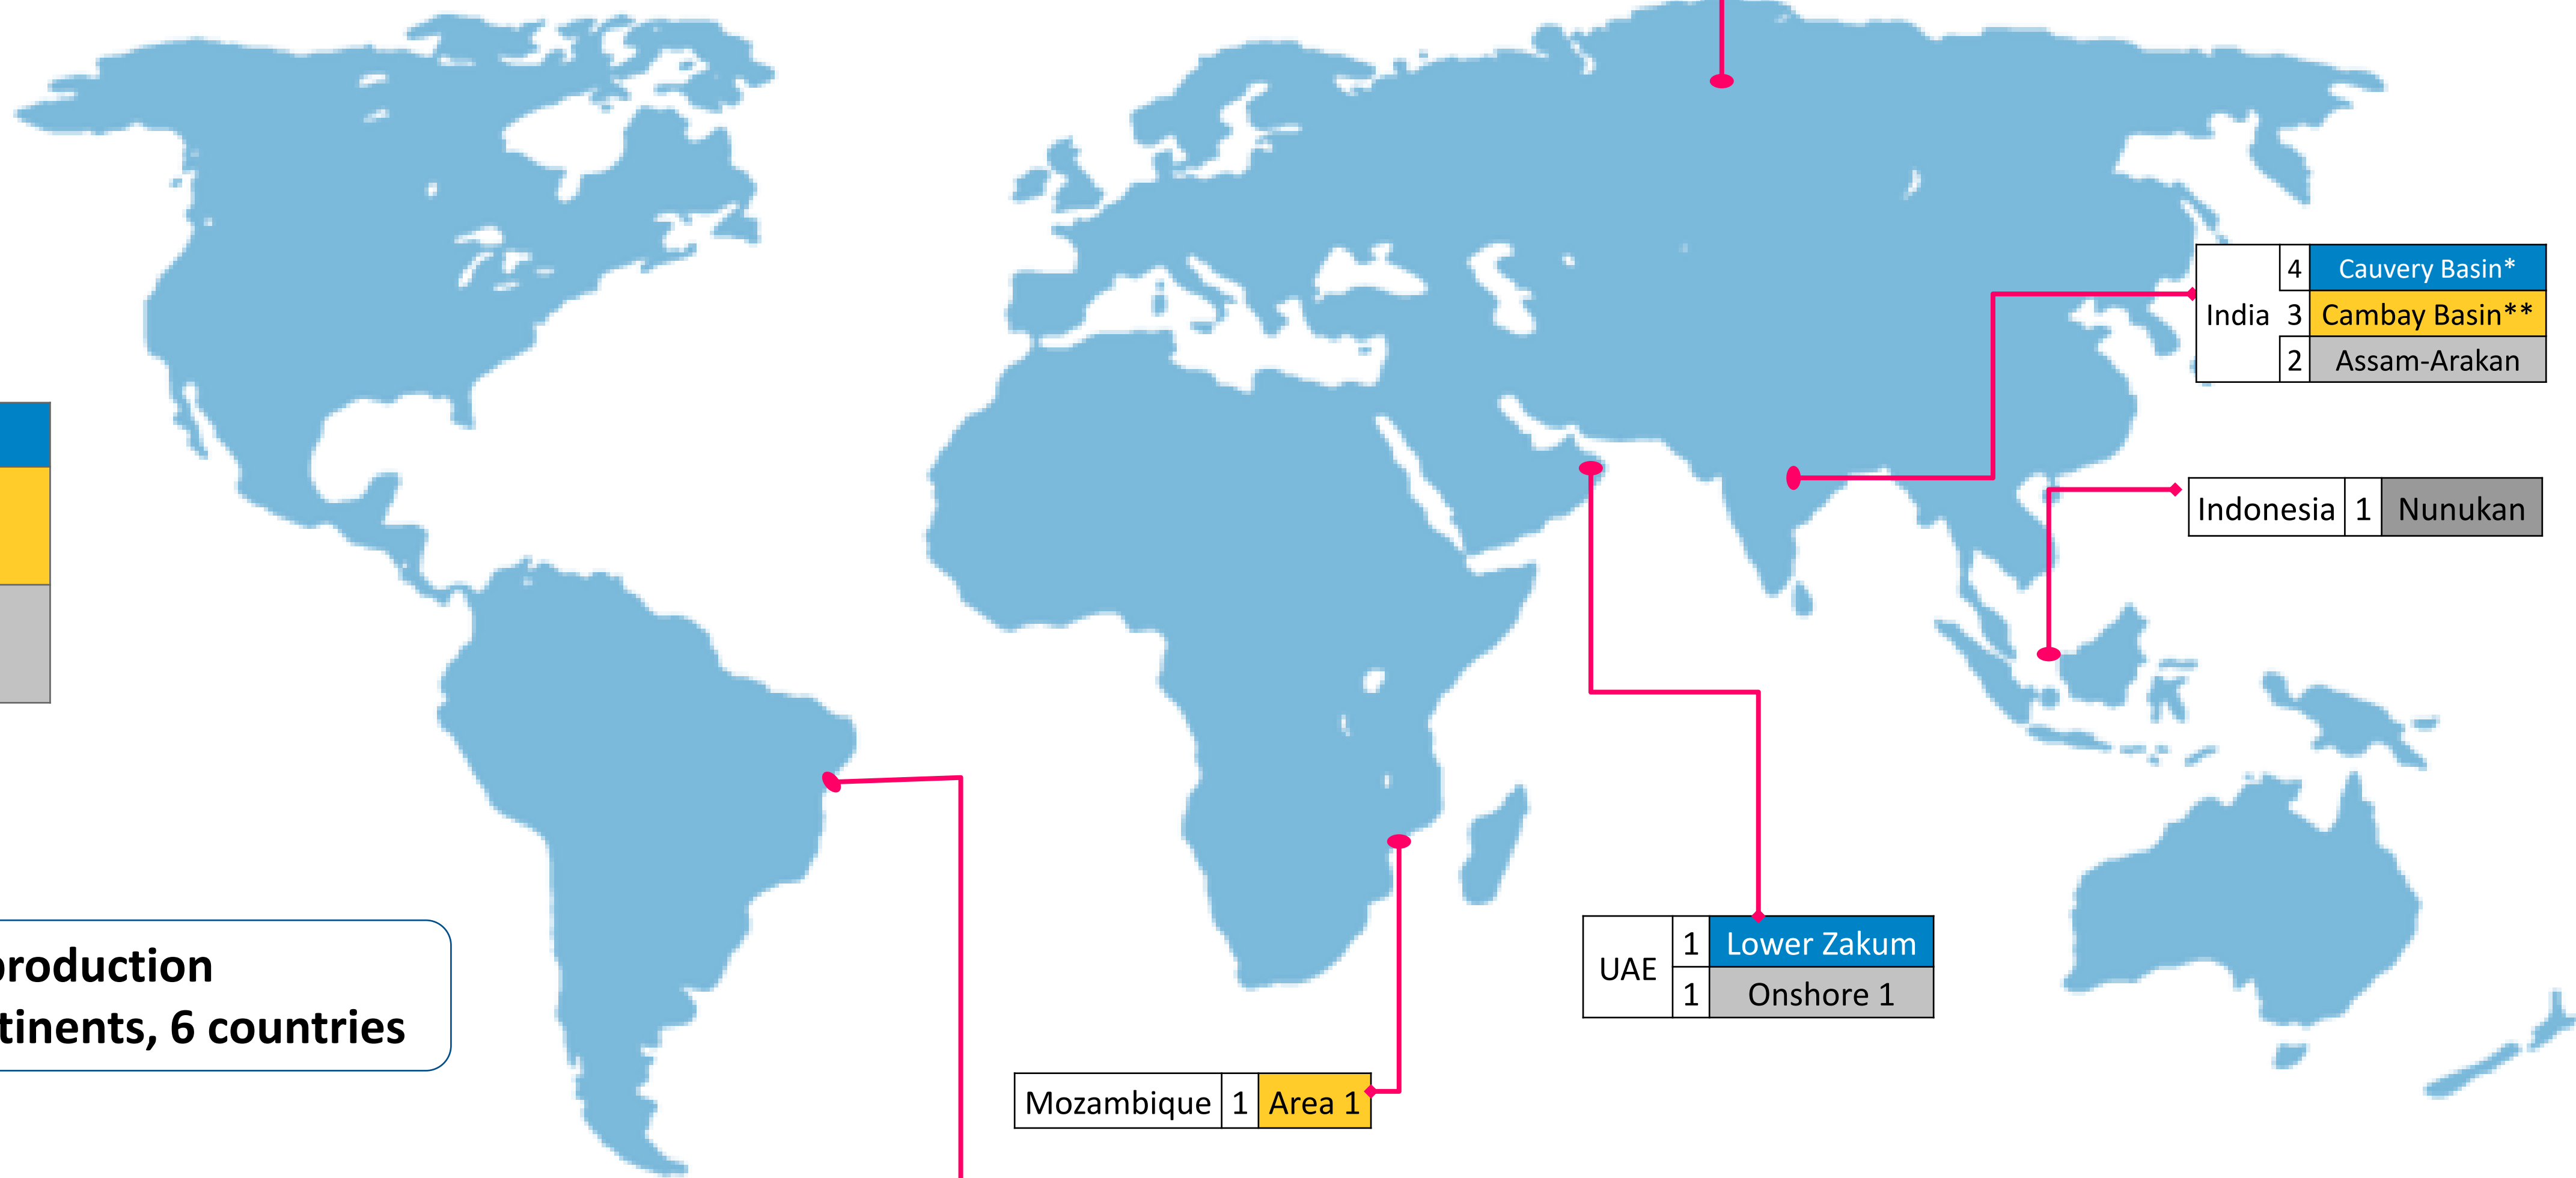 4 Cauvery Basin*
India 3 Cambay Basin**
2 Assam-Arakan
Indonesia 1 Nunukan
production
tinents, 6 countries
UAE
1 Lower Zakum
1 Onshore 1
Mozambique 1 Area 1